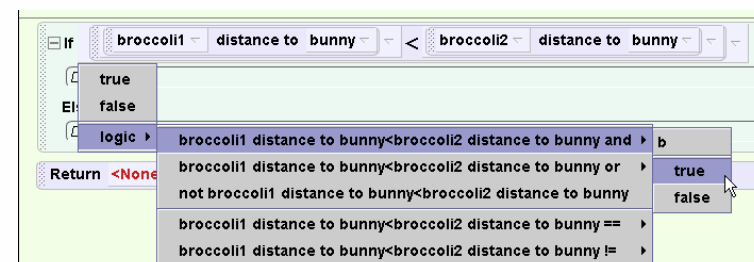 If broccoli1 distance to bunny < broccoli2 distance to bunny
true
El
false
logic
broccoli1 distance to bunny<broccoli2 distance to bunny and
b
broccoli1 distance to bunny<broccoli2 distance to bunny or
true
Return <None
not broccoli1 distance to bunny<broccoli2 distance to bunny
false
broccoli1 distance to bunny<broccoli2 distance to bunny ==
broccoli1 distance to bunny<broccoli2 distance to bunny !=